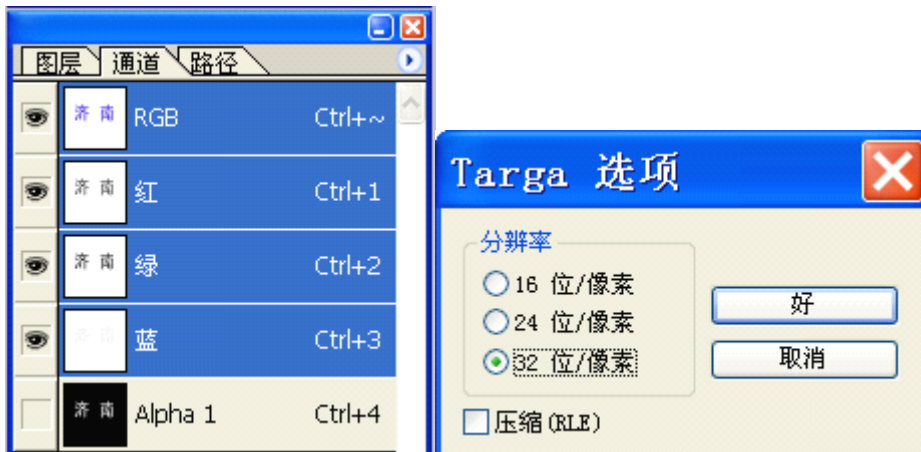 图层 通道 路径
济 南 RGB Ctrl+~
济 南 红 Ctrl+1
济 南 绿 Ctrl+2
济 南 蓝 Ctrl+3
济 南 Alpha 1 Ctrl+4
Targa 选项
分辨率
16 位/像素
24 位/像素
32 位/像素
好
取消
压缩(RLE)